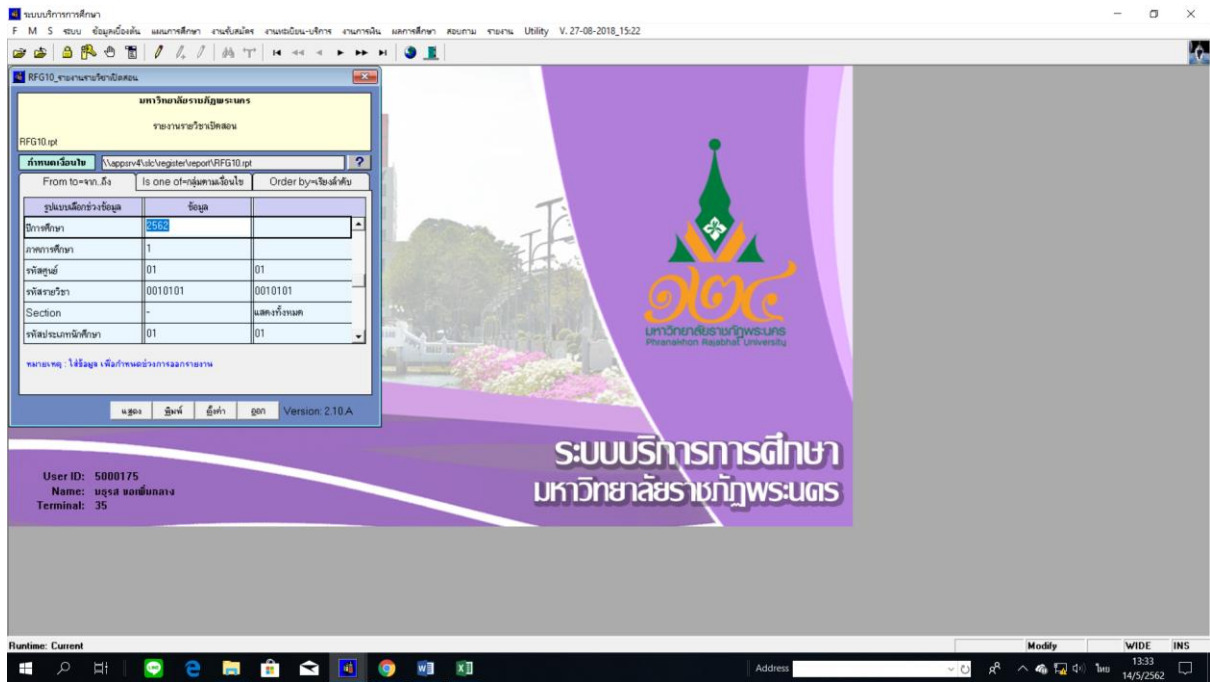 ระบบบริการการศึกษา
F M S ระบบ ข้อมูลเบื้องต้น แผนการศึกษา งานรับสมัคร งานทะเบียน-บริการ งานการเงิน ผลการศึกษา สอบถาม รายงาน Utility V. 27-08-2018_15:22
RFG10_รายงานรายวิชาเปิดสอน
มหาวิทยาลัยราชภัฏพระนคร
รายงานรายวิชาเปิดสอน
RFG10.rpt
กำหนดเงื่อนไข \\appsrv4\slc\register\report\RFG10.rpt ?
From to=จาก..ถึง Is one of=กลุ่มตามเงื่อนไข Order by=เรียงลำดับ
รูปแบบเลือกช่วงข้อมูล ข้อมูล
ปีการศึกษา 2562
ภาคการศึกษา 1
รหัสศูนย์ 01 01
รหัสรายวิชา 0010101 0010101
Section - แสดงทั้งหมด
รหัสประเภทนักศึกษา 01 01
หมายเหตุ : ใส่ข้อมูล เพื่อกำหนดช่วงการออกรายงาน
แสดง พิมพ์ ตั้งค่า ออก Version: 2.10.A
๑๒๔
มหาวิทยาลัยราชภัฏพระนคร
Phranakhon Rajabhat University
ระบบบริการการศึกษา
มหาวิทยาลัยราชภัฏพระนคร
User ID: 5000175
Name: มธุรส
Terminal: 35
Runtime: Current Modify WIDE INS
Address ไทย 13:33
14/5/2562